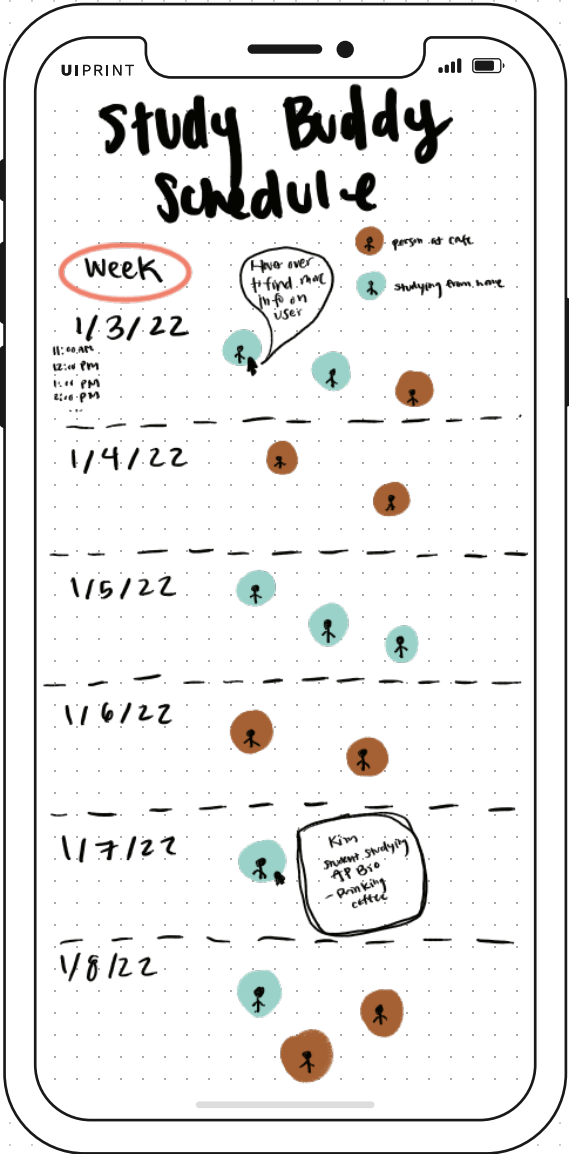 UIPRINT
Study Buddy
Schedule
person at cafe
studying from home
Week
Hover over
to find more
info on
user
1/3/22
11:00 AM
12:00 PM
1:00 PM
2:00 PM
...
1/4/22
1/5/22
1/6/22
1/7/22
Kim
student studying
AP Bio
- Drinking
coffee
1/8/22